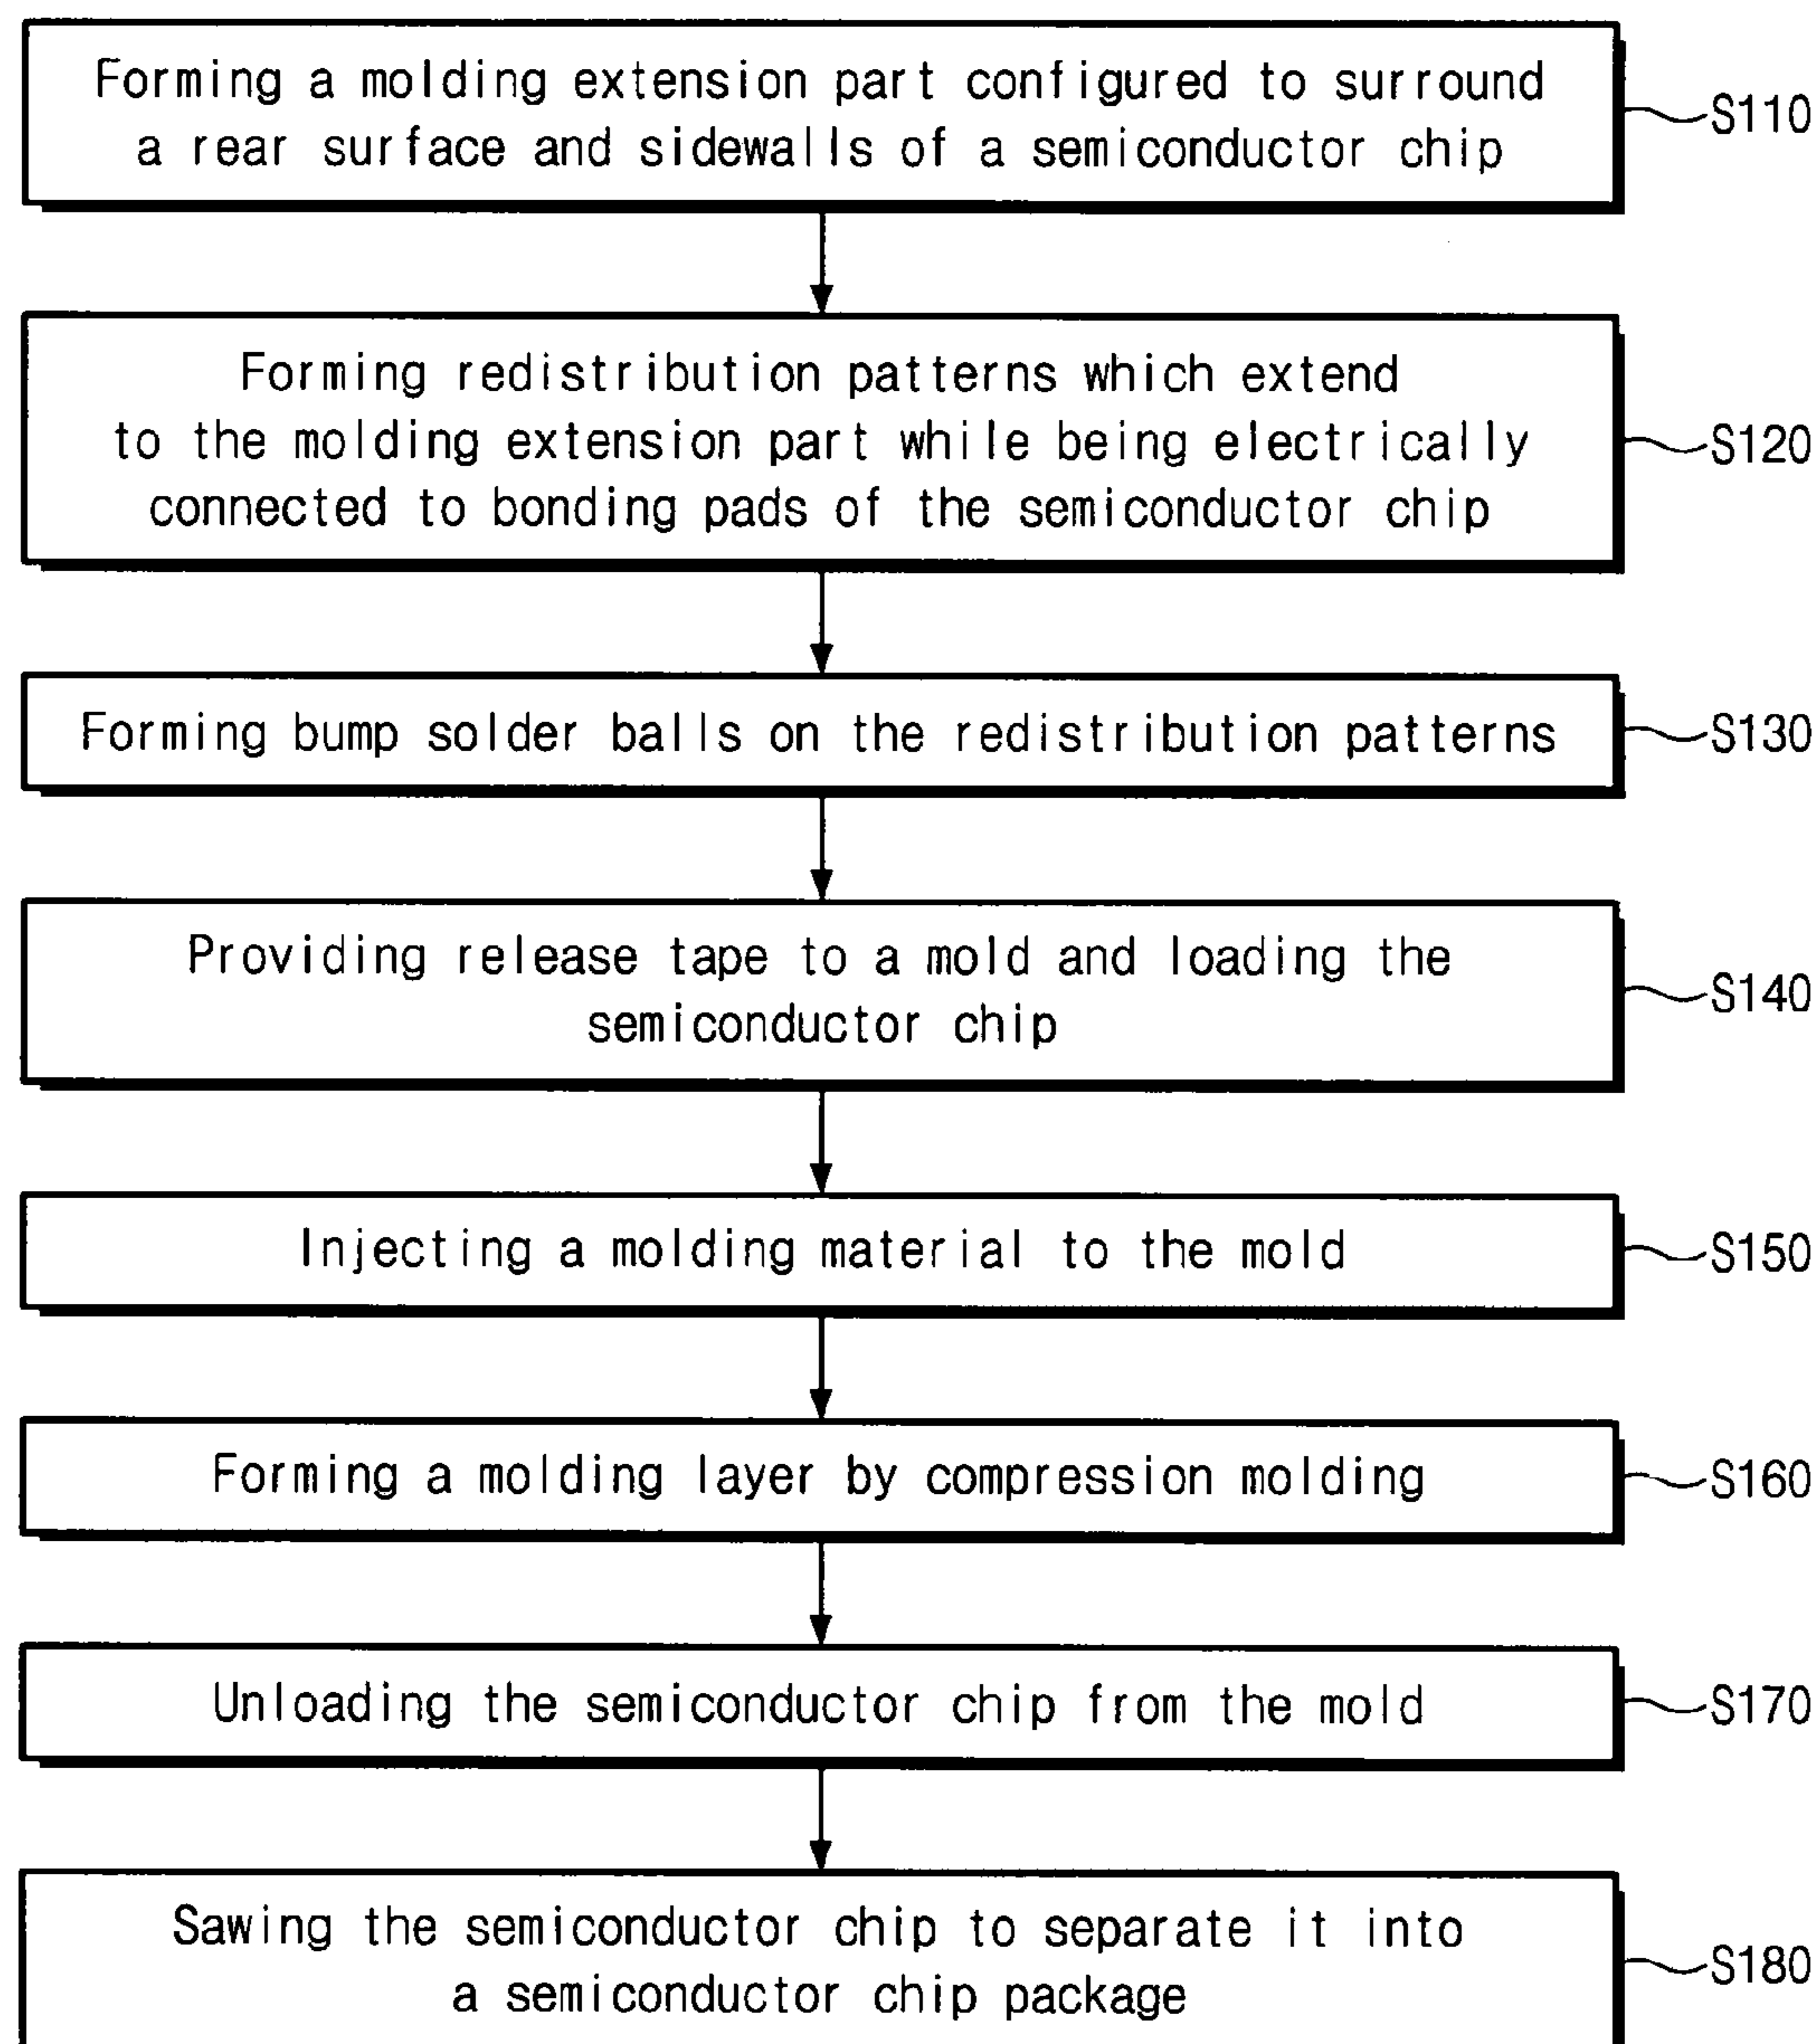 Forming a molding extension part configured to surround
a rear surface and sidewalls of a semiconductor chip
S110
Forming redistribution patterns which extend
to the molding extension part while being electrically
connected to bonding pads of the semiconductor chip
S120
Forming bump solder balls on the redistribution patterns
S130
Providing release tape to a mold and loading the
semiconductor chip
S140
Injecting a molding material to the mold
S150
Forming a molding layer by compression molding
S160
Unloading the semiconductor chip from the mold
S170
Sawing the semiconductor chip to separate it into
a semiconductor chip package
S180